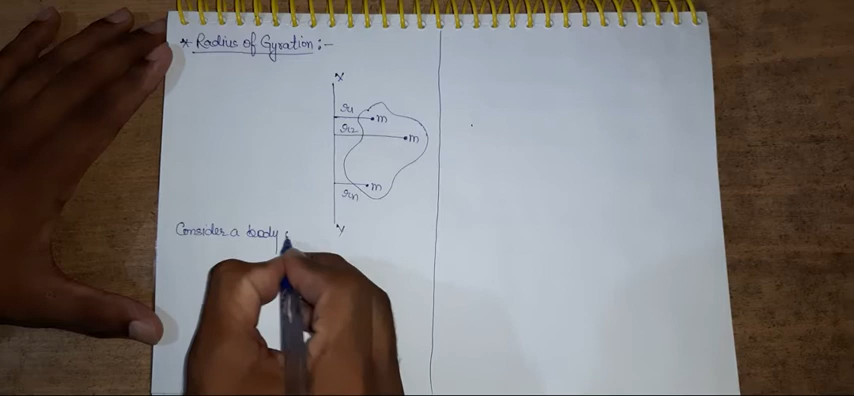 * Radius of Gyration :-
X
r1 m
r2 m
rn m
Y
Consider a body